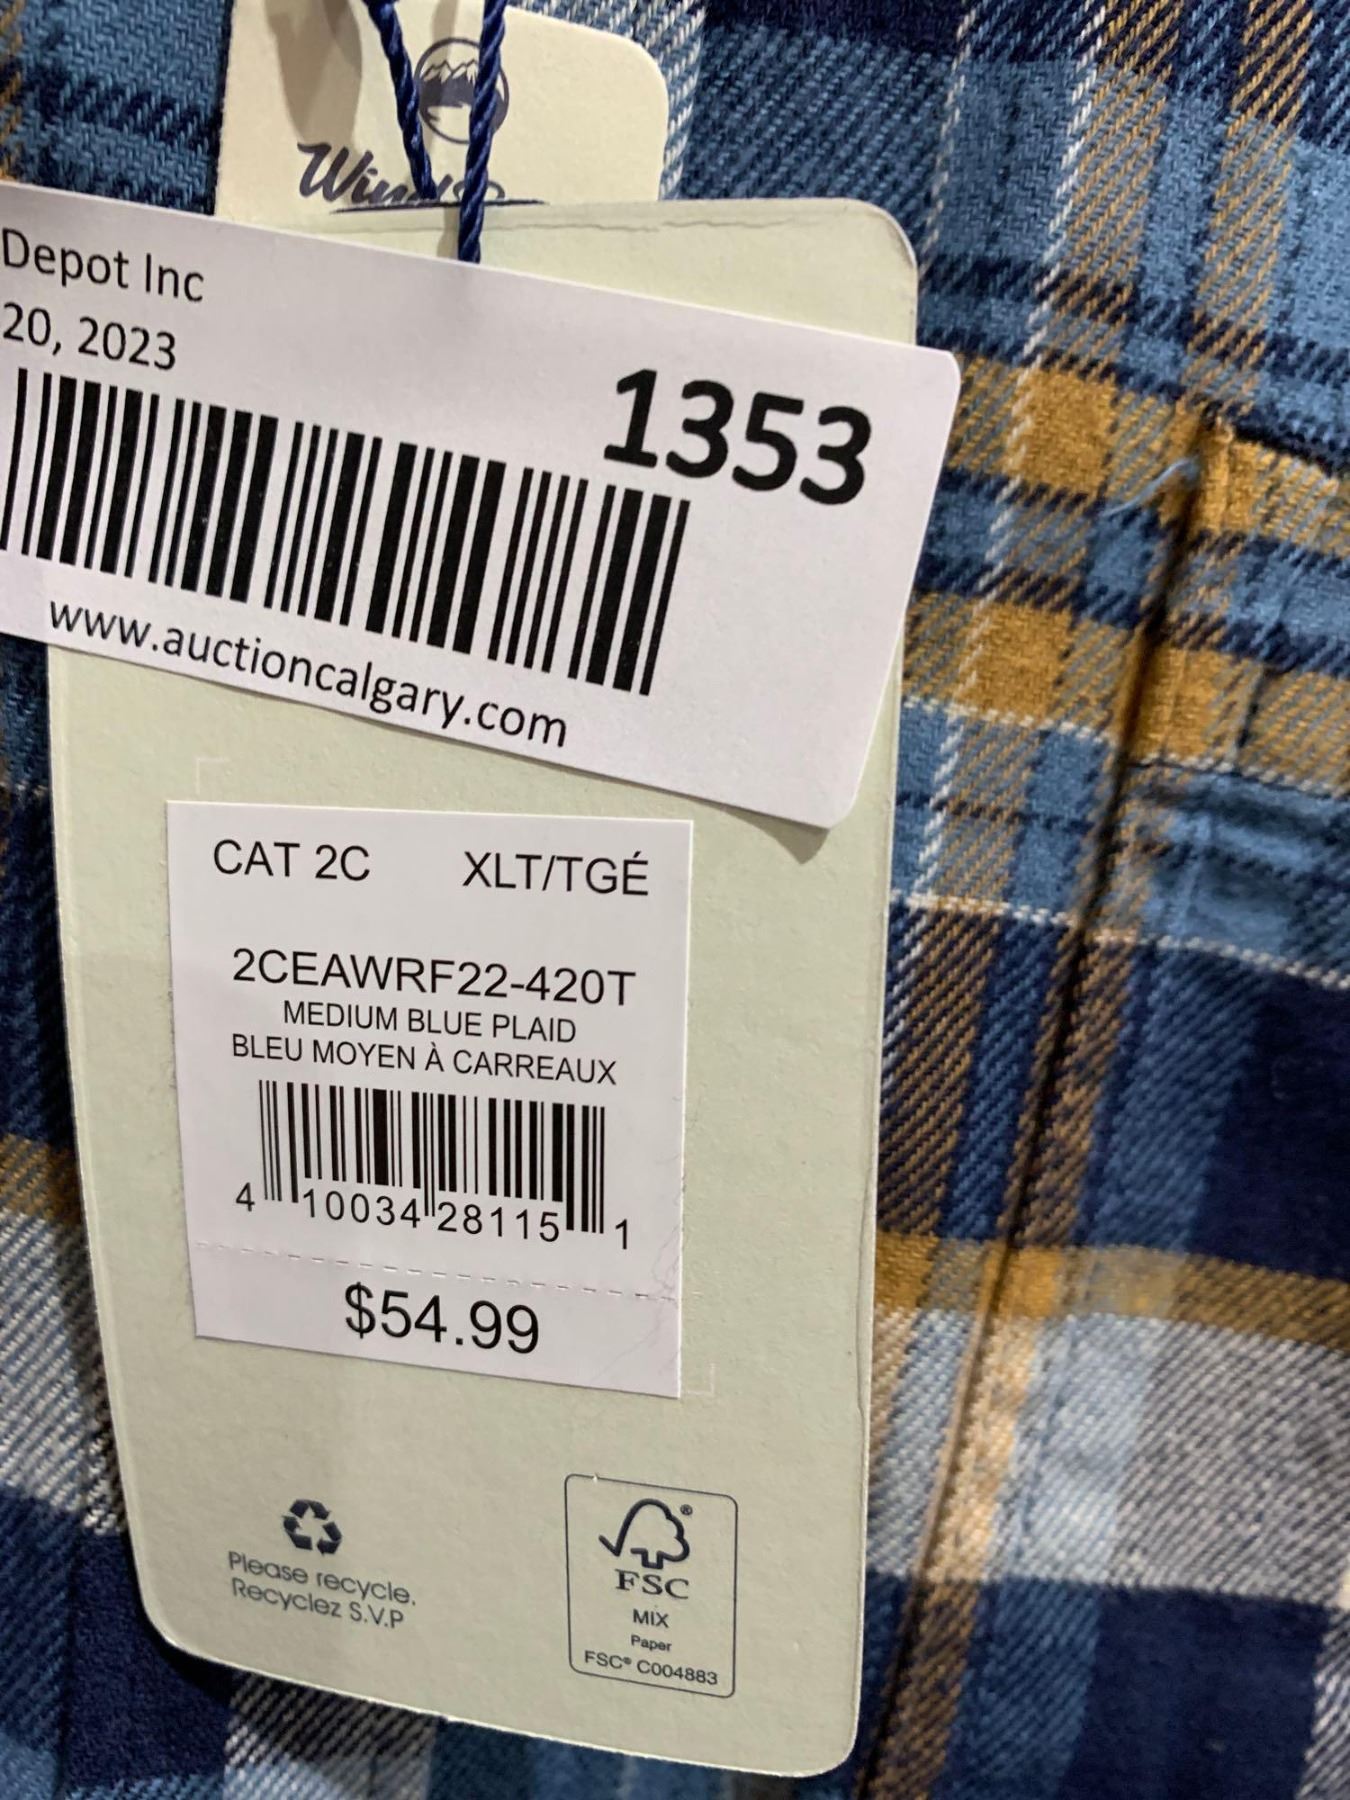 Depot Inc
20, 2023
1353
www.auctioncalgary.com
CAT 2C XLT/TGÉ
2CEAWRF22-420T
MEDIUM BLUE PLAID
BLEU MOYEN À CARREAUX
4 10034 28115 1
$54.99
Please recycle.
Recyclez S.V.P
FSC
MIX
Paper
FSC® C004883